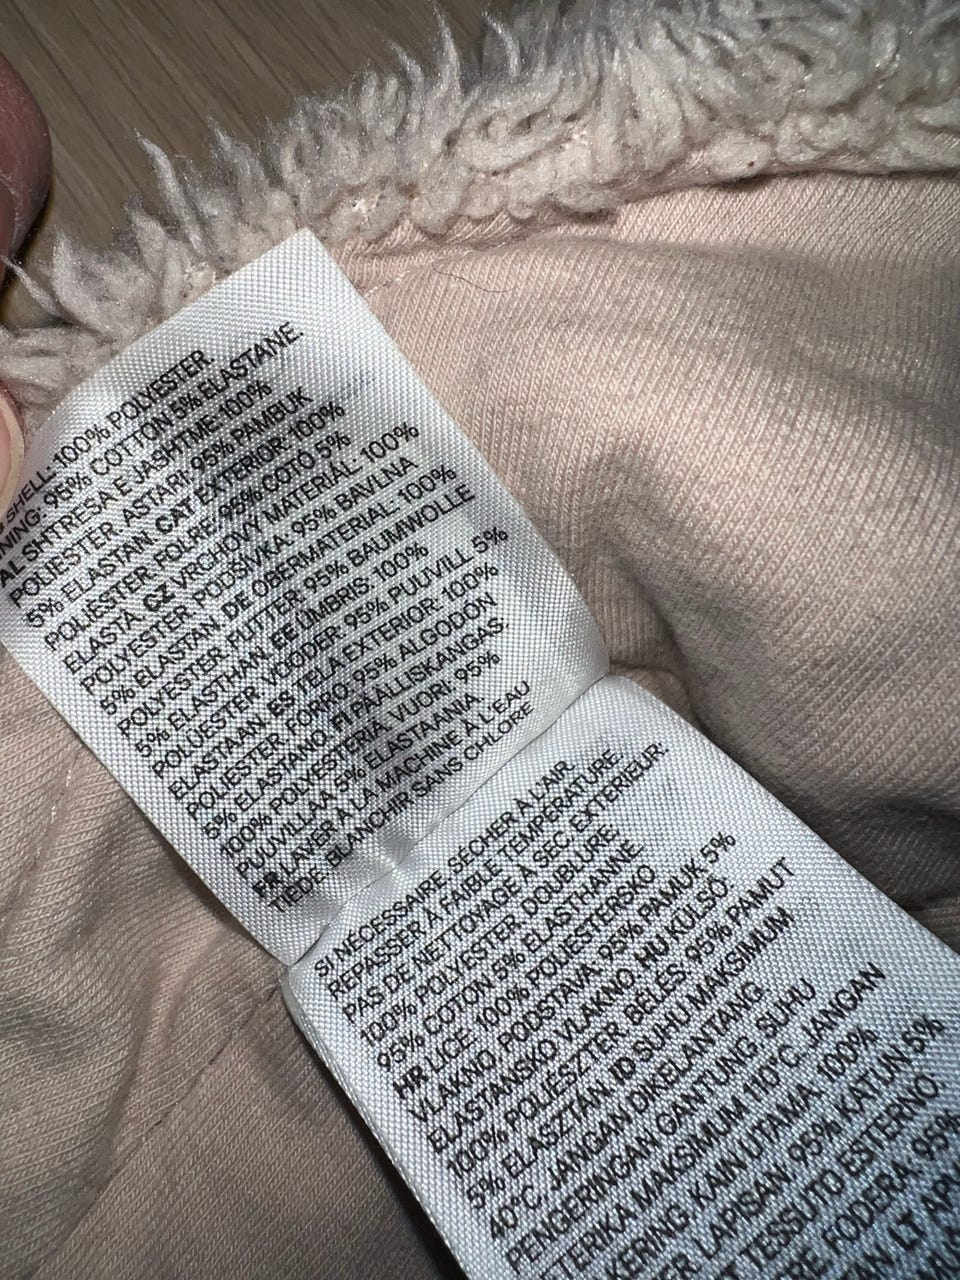 SHELL: 100% POLYESTER.
95% COTTON 5% ELASTANE.
SHTRESA E JASHTME: 100%
POLIESTER. ASTARI: 95% PAMBUK
5% ELASTAN. CAT EXTERIOR: 100%
POLIÈSTER. FOLRE: 95% COTÓ 5%
ELASTÀ. CZ VRCHOVÝ MATERIÁL: 100%
POLYESTER. PODŠÍVKA: 95% BAVLNA
5% ELASTAN. DE OBERMATERIAL: 100%
POLYESTER. FUTTER: 95% BAUMWOLLE
5% ELASTHAN. EE ÜMBRIS: 100%
POLÜESTER. VOODER: 95% PUUVILL 5%
ELASTAAN. ES TELA EXTERIOR: 100%
POLIÉSTER. FORRO: 95% ALGODÓN
5% ELASTANO. FI PÄÄLLISKANGAS:
100% POLYESTERIÄ. VUORI: 95%
PUUVILLAA 5% ELASTAANIA.
FR LAVER À LA MACHINE À L'EAU
TIÈDE. BLANCHIR SANS CHLORE
SI NÉCESSAIRE. SÉCHER À L'AIR.
REPASSER À FAIBLE TEMPÉRATURE.
PAS DE NETTOYAGE À SEC. EXTÉRIEUR:
100% POLYESTER. DOUBLURE:
95% COTON 5% ÉLASTHANNE.
HR LICE: 100% POLIESTERSKO
VLAKNO. PODSTAVA: 95% PAMUK 5%
ELASTANSKO VLAKNO. HU KÜLSŐ:
100% POLIÉSZTER. BÉLÉS: 95% PAMUT
5% ELASZTÁN. ID SUHU MAKSIMUM
40°C. JANGAN DIKELANTANG.
PENGERINGAN GANTUNG. SUHU
MAKSIMUM 110°C. JANGAN
KERING. KAIN UTAMA: 100%
LAPISAN: 95% KATUN 5%
TESSUTO ESTERNO:
FODERA: 95%
LT